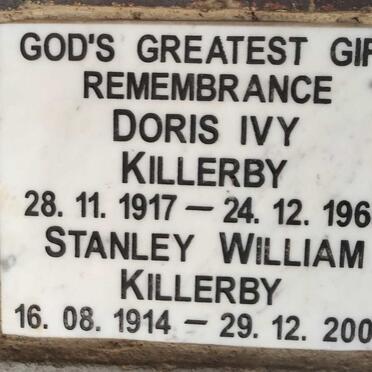 GOD'S GREATEST GIF
REMEMBRANCE
DORIS IVY
KILLERBY
28. 11. 1917 — 24. 12. 196
STANLEY WILLIAM
KILLERBY
16. 08. 1914 — 29. 12. 200